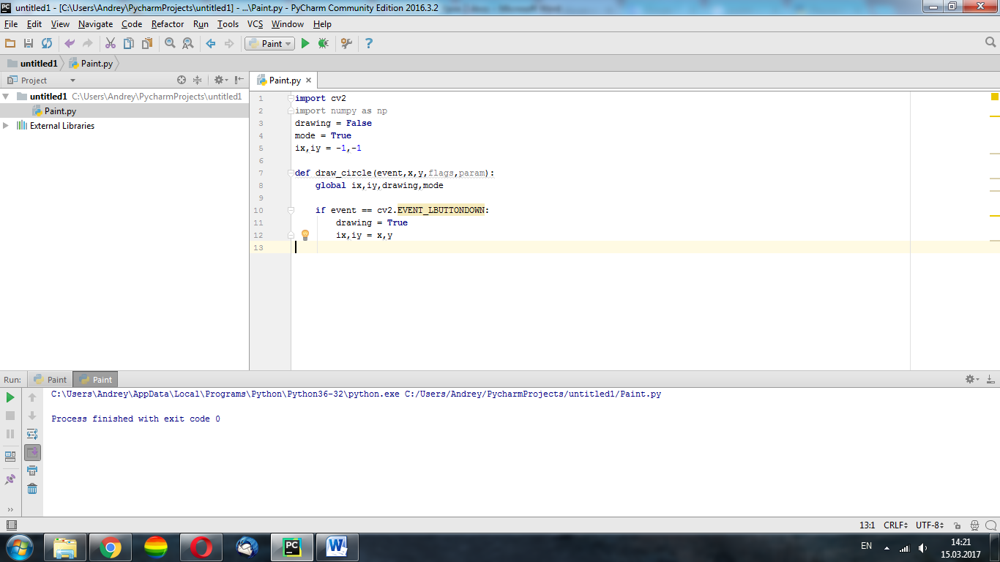 untitled1 - [C:\Users\Andrey\PycharmProjects\untitled1] - ...\Paint.py - PyCharm Community Edition 2016.3.2
File Edit View Navigate Code Refactor Run Tools VCS Window Help
Paint
untitled1 Paint.py
Project
Paint.py
untitled1 C:\Users\Andrey\PycharmProjects\untitled1
Paint.py
External Libraries
1 import cv2
2 import numpy as np
3 drawing = False
4 mode = True
5 ix,iy = -1,-1
6
7 def draw_circle(event,x,y,flags,param):
8     global ix,iy,drawing,mode
9
10     if event == cv2.EVENT_LBUTTONDOWN:
11         drawing = True
12         ix,iy = x,y
13
Run: Paint Paint
C:\Users\Andrey\AppData\Local\Programs\Python\Python36-32\python.exe C:/Users/Andrey/PycharmProjects/untitled1/Paint.py
Process finished with exit code 0
13:1 CRLF UTF-8
EN 14:21
15.03.2017